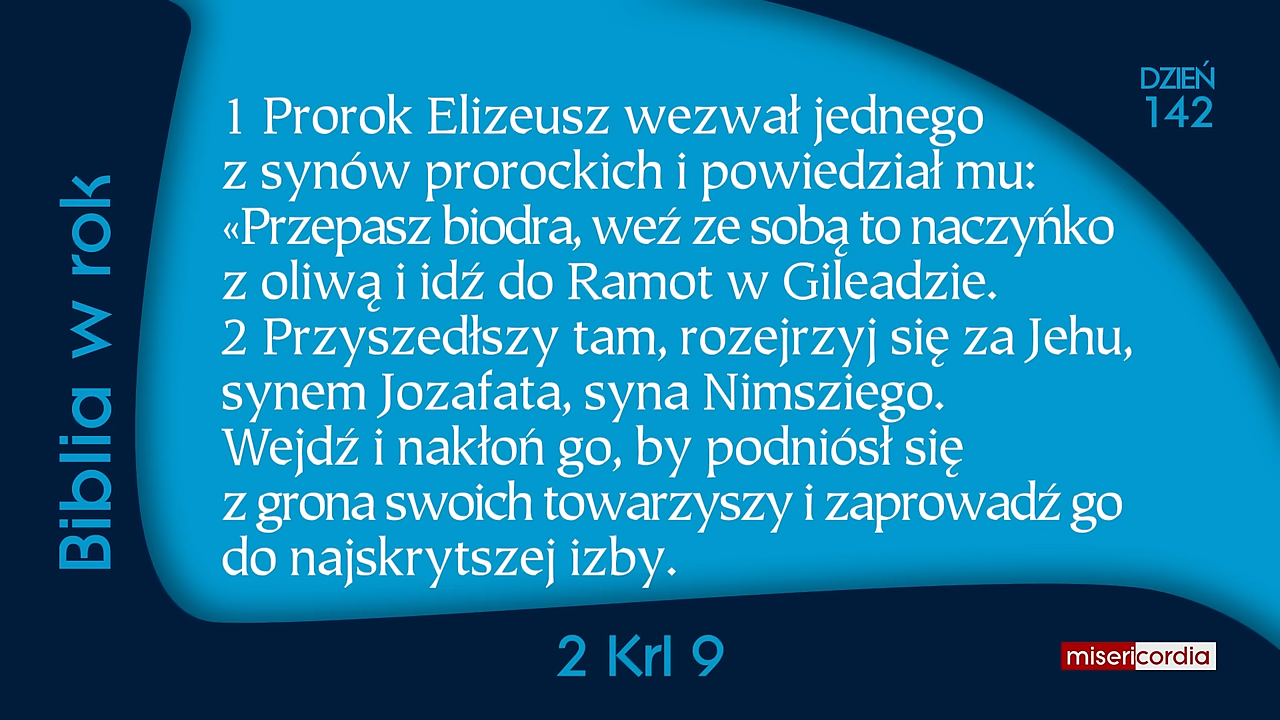 DZIEŃ
142
1 Prorok Elizeusz wezwał jednego
z synów prorockich i powiedział mu:
«Przepasz biodra, weź ze sobą to naczyńko
z oliwą i idź do Ramot w Gileadzie.
2 Przyszedłszy tam, rozejrzyj się za Jehu,
synem Jozafata, syna Nimsziego.
Wejdź i nakłoń go, by podniósł się
z grona swoich towarzyszy i zaprowadź go
do najskrytszej izby.
Biblia w rok
2 Krl 9
misericordia